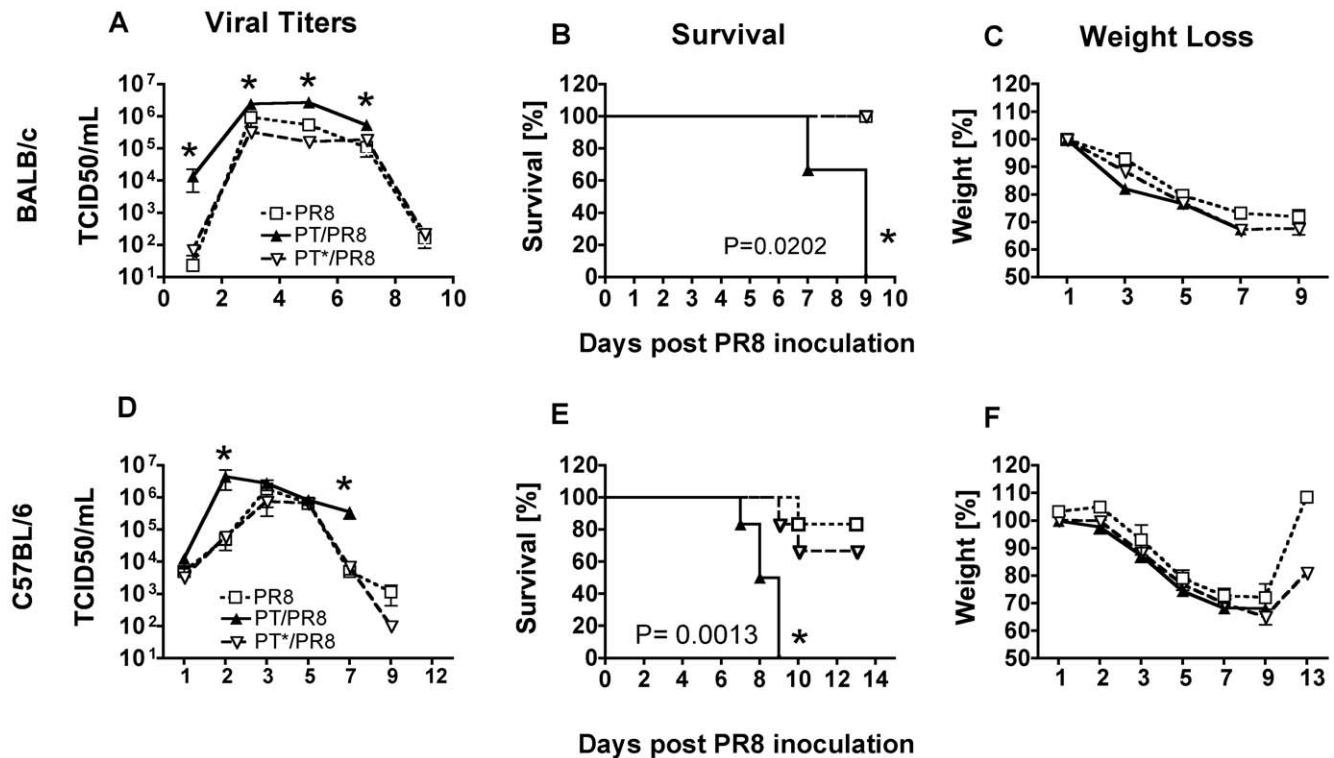 A Viral Titers
B Survival
C Weight Loss
BALB/c
TCID50/mL
10⁷
10⁶
10⁵
10⁴
10³
10²
10¹
0 2 4 6 8 10
* * * *
PR8
PT/PR8
PT*/PR8
Survival [%]
120
100
80
60
40
20
0
0 1 2 3 4 5 6 7 8 9 10
P=0.0202 *
Weight [%]
120
110
100
90
80
70
60
50
1 3 5 7 9
Days post PR8 inoculation
D
E
F
C57BL/6
TCID50/mL
10⁷
10⁶
10⁵
10⁴
10³
10²
10¹
1 2 3 5 7 9 12
* *
PR8
PT/PR8
PT*/PR8
Survival [%]
120
100
80
60
40
20
0
0 2 4 6 8 10 12 14
P= 0.0013 *
Weight [%]
120
110
100
90
80
70
60
50
1 2 3 5 7 9 13
Days post PR8 inoculation